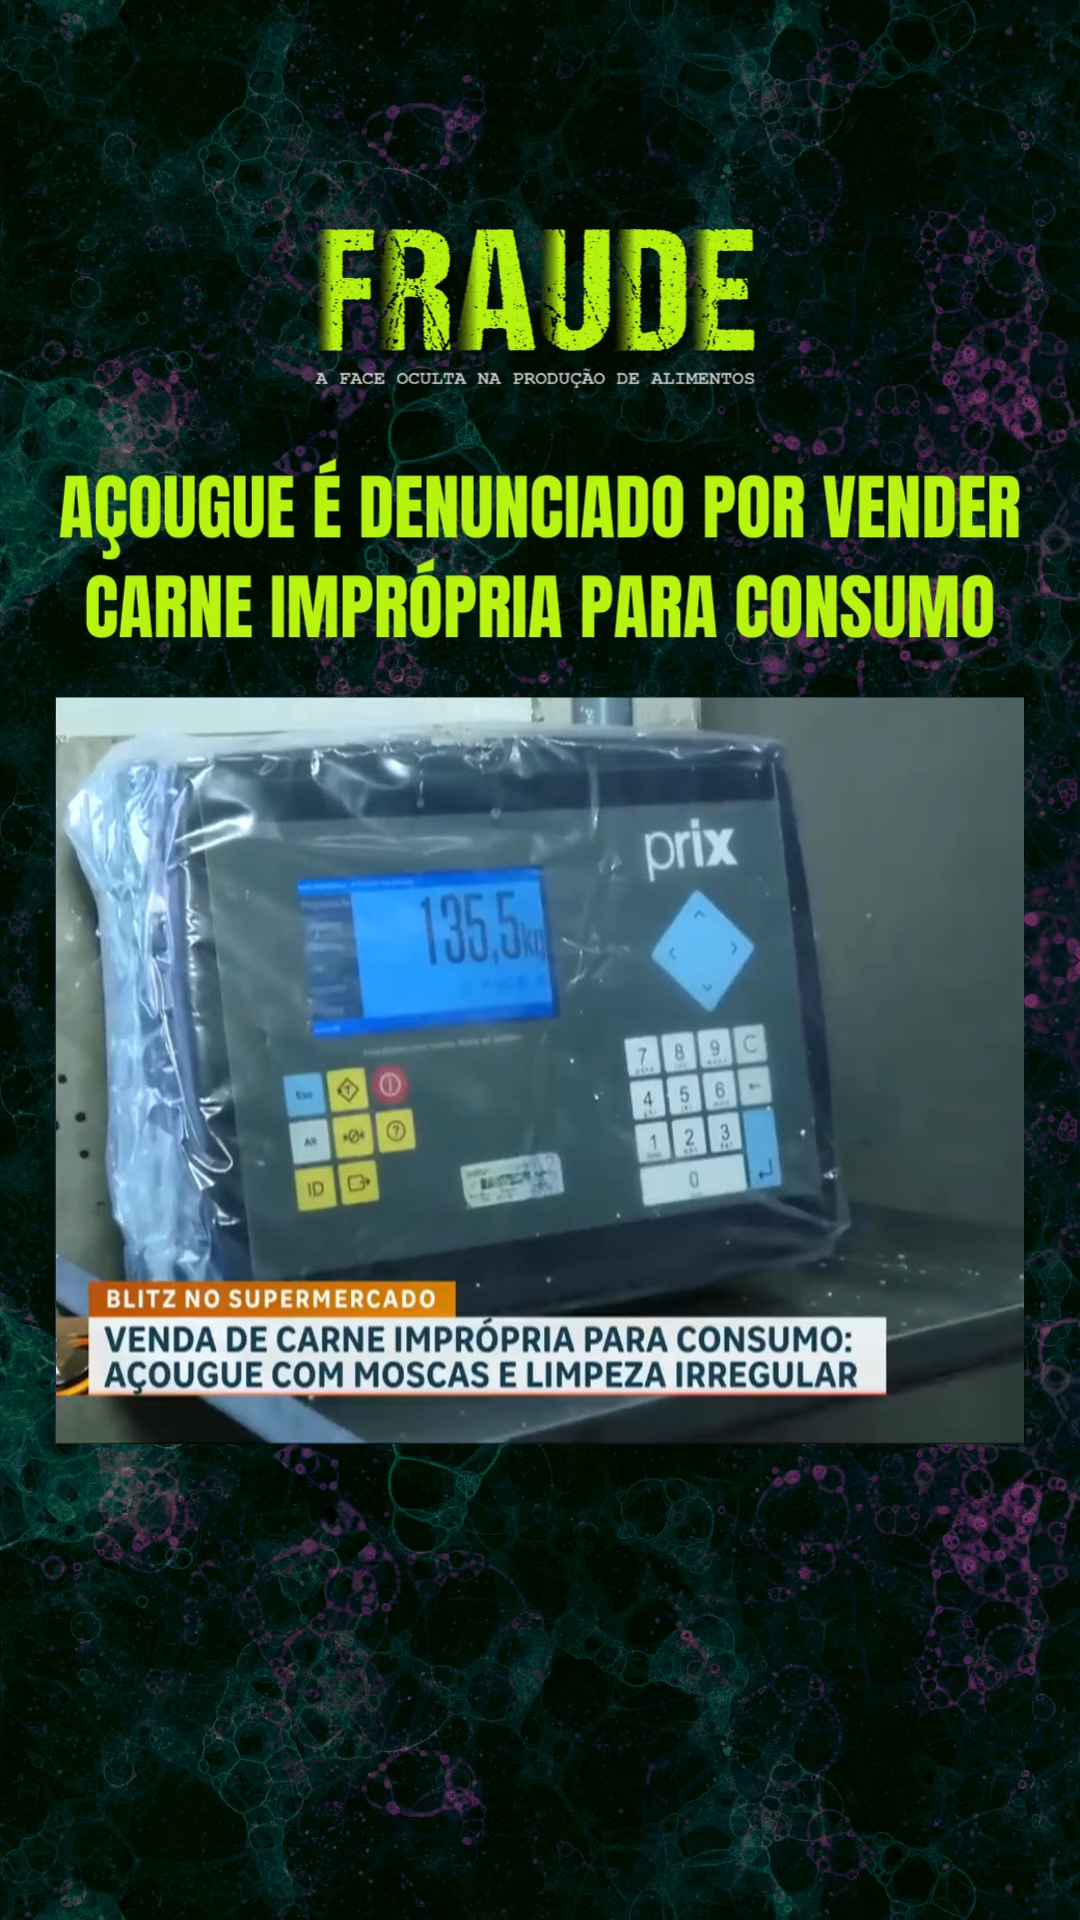 FRAUDE
A FACE OCULTA NA PRODUÇÃO DE ALIMENTOS
AÇOUGUE É DENUNCIADO POR VENDER
CARNE IMPRÓPRIA PARA CONSUMO
prix
135,5kg
7 8 9 C
4 5 6
1 2 3
0
Esc
Alt
ID
BLITZ NO SUPERMERCADO
VENDA DE CARNE IMPRÓPRIA PARA CONSUMO:
AÇOUGUE COM MOSCAS E LIMPEZA IRREGULAR